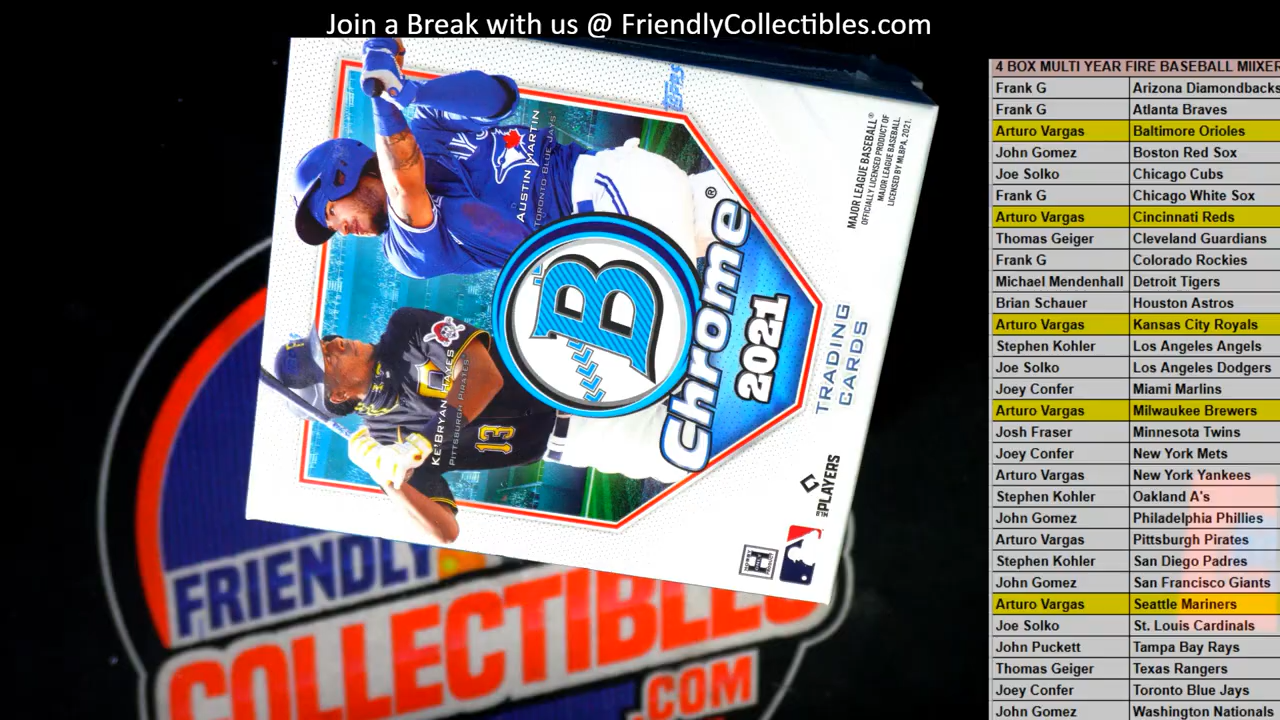 Join a Break with us @ FriendlyCollectibles.com
4 BOX MULTI YEAR FIRE BASEBALL MIIXER
Frank G Arizona Diamondbacks
Frank G Atlanta Braves
Arturo Vargas Baltimore Orioles
John Gomez Boston Red Sox
Joe Solko Chicago Cubs
Frank G Chicago White Sox
Arturo Vargas Cincinnati Reds
Thomas Geiger Cleveland Guardians
Frank G Colorado Rockies
Michael Mendenhall Detroit Tigers
Brian Schauer Houston Astros
Arturo Vargas Kansas City Royals
Stephen Kohler Los Angeles Angels
Joe Solko Los Angeles Dodgers
Joey Confer Miami Marlins
Arturo Vargas Milwaukee Brewers
Josh Fraser Minnesota Twins
Joey Confer New York Mets
Arturo Vargas New York Yankees
Stephen Kohler Oakland A's
John Gomez Philadelphia Phillies
Arturo Vargas Pittsburgh Pirates
Stephen Kohler San Diego Padres
John Gomez San Francisco Giants
Arturo Vargas Seattle Mariners
Joe Solko St. Louis Cardinals
John Puckett Tampa Bay Rays
Thomas Geiger Texas Rangers
Joey Confer Toronto Blue Jays
John Gomez Washington Nationals
Topps
AUSTIN MARTIN
TORONTO BLUE JAYS
KE'BRYAN HAYES
PITTSBURGH PIRATES
13
B
Chrome®
2021
TRADING
CARDS
MAJOR LEAGUE BASEBALL®
OFFICIALLY LICENSED PRODUCT OF
MAJOR LEAGUE BASEBALL
LICENSED BY MLBPA, 2021.
PLAYERS
H
FRIENDLY
COLLECTIBLES
.COM